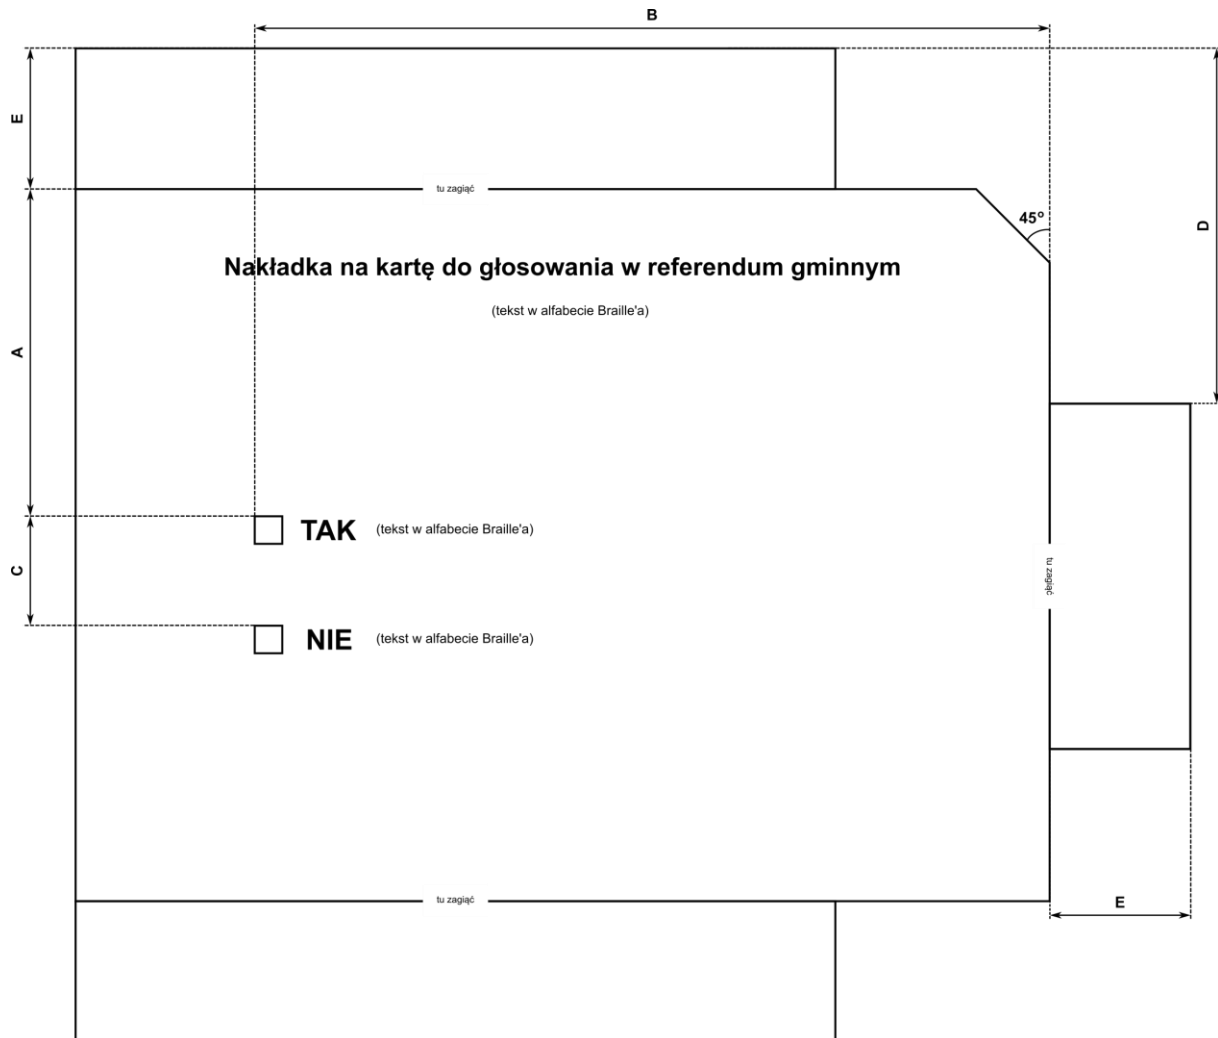 B
E
tu zagiąć
45°
D
Nakładka na kartę do głosowania w referendum gminnym
(tekst w alfabecie Braille'a)
A
TAK (tekst w alfabecie Braille'a)
C
tu zagiąć
NIE (tekst w alfabecie Braille'a)
tu zagiąć
E